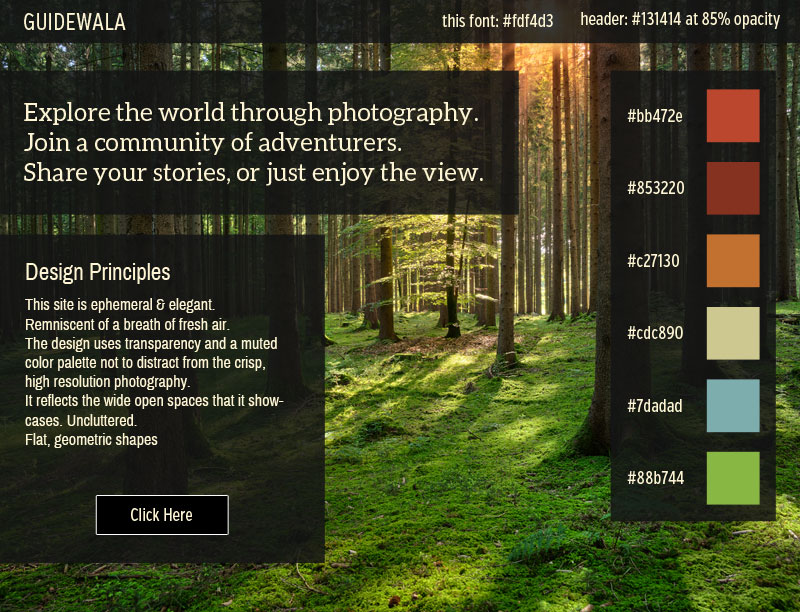 GUIDEWALA
this font: #fdf4d3
header: #131414 at 85% opacity
Explore the world through photography.
Join a community of adventurers.
Share your stories, or just enjoy the view.
Design Principles
This site is ephemeral & elegant.
Remniscent of a breath of fresh air.
The design uses transparency and a muted
color palette not to distract from the crisp,
high resolution photography.
It reflects the wide open spaces that it show-
cases. Uncluttered.
Flat, geometric shapes
Click Here
#bb472e
#853220
#c27130
#cdc890
#7dadad
#88b744